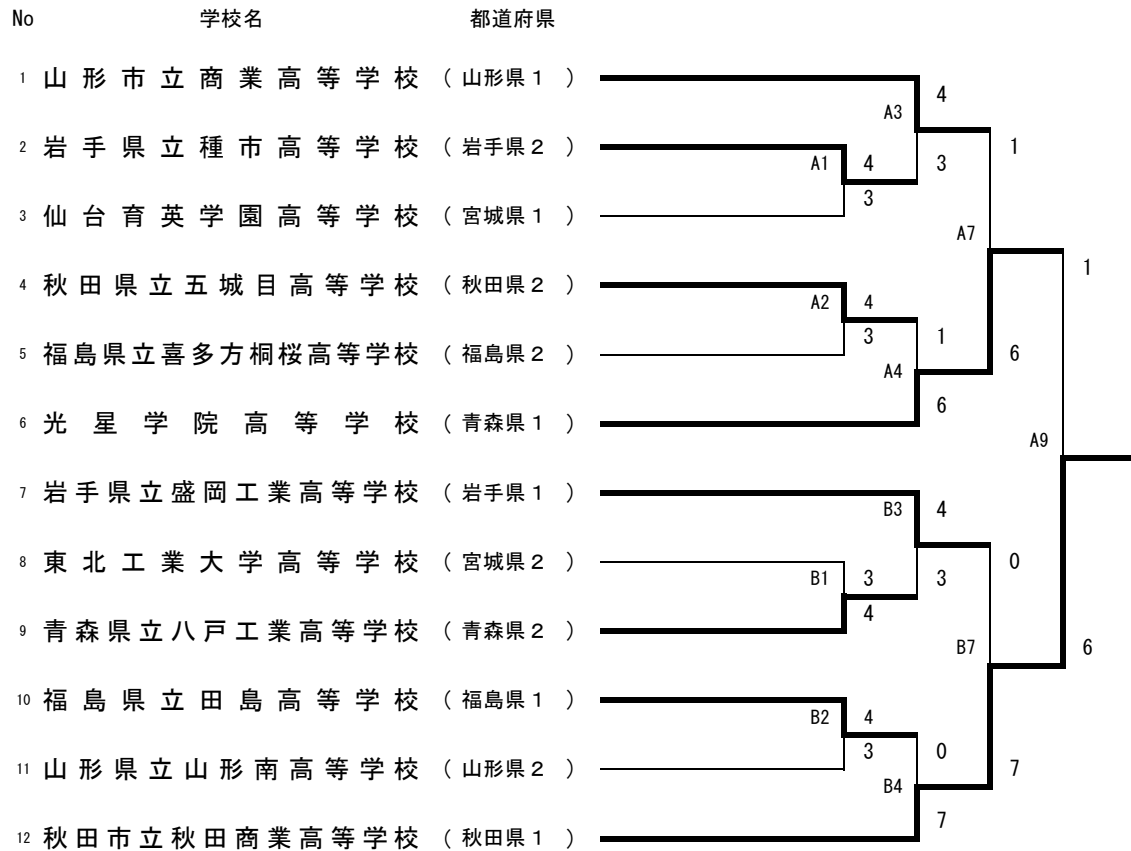 No 学校名 都道府県
1 山形市立商業高等学校 （ 山形県１ ）
4
A3
2 岩手県立種市高等学校 （ 岩手県２ ）
1
A1 4 3
3
3 仙台育英学園高等学校 （ 宮城県１ ）
A7
1
4 秋田県立五城目高等学校 （ 秋田県２ ）
A2 4
3 1
5 福島県立喜多方桐桜高等学校 （ 福島県２ ）
6
A4
6
6 光星学院高等学校 （ 青森県１ ）
A9
7 岩手県立盛岡工業高等学校 （ 岩手県１ ）
B3 4
8 東北工業大学高等学校 （ 宮城県２ ）
0
B1 3 3
4
9 青森県立八戸工業高等学校 （ 青森県２ ）
B7 6
10 福島県立田島高等学校 （ 福島県１ ）
B2 4
3 0
11 山形県立山形南高等学校 （ 山形県２ ）
7
B4
7
12 秋田市立秋田商業高等学校 （ 秋田県１ ）